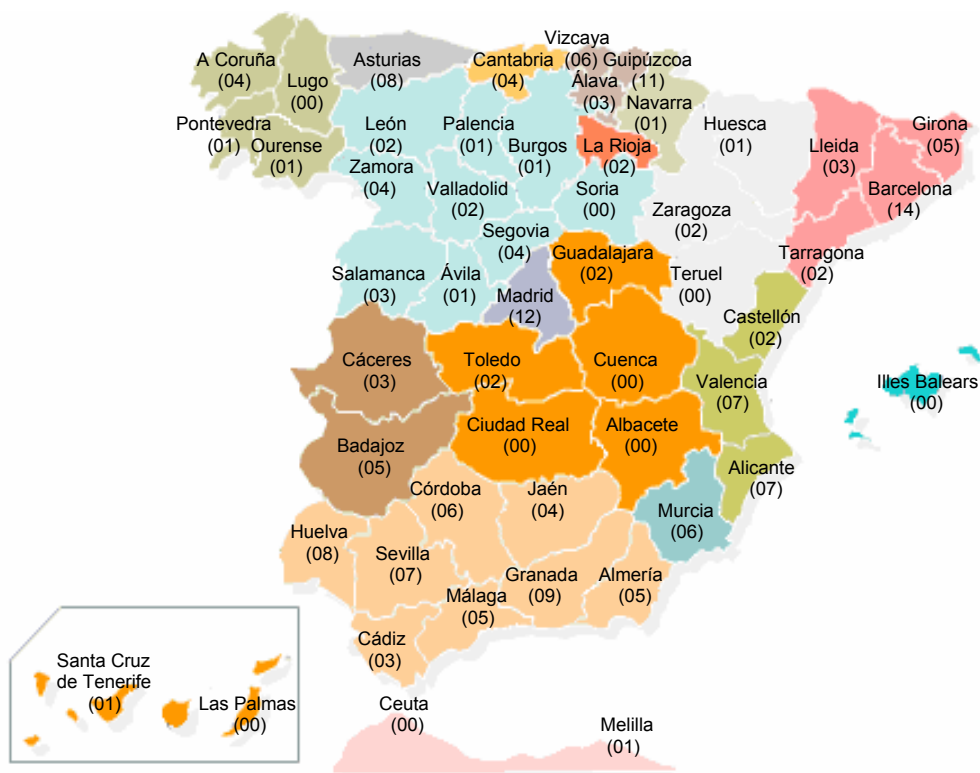 Vizcaya
(06)
A Coruña
(04)
Lugo
(00)
Asturias
(08)
Cantabria
(04)
Guipúzcoa
(11)
Álava
(03)
Navarra
(01)
Pontevedra
(01)
Ourense
(01)
León
(02)
Palencia
(01)
Burgos
(01)
La Rioja
(02)
Huesca
(01)
Lleida
(03)
Girona
(05)
Zamora
(04)
Valladolid
(02)
Soria
(00)
Zaragoza
(02)
Barcelona
(14)
Segovia
(04)
Guadalajara
(02)
Tarragona
(02)
Salamanca
(03)
Ávila
(01)
Madrid
(12)
Teruel
(00)
Castellón
(02)
Cáceres
(03)
Toledo
(02)
Cuenca
(00)
Valencia
(07)
Illes Balears
(00)
Badajoz
(05)
Ciudad Real
(00)
Albacete
(00)
Alicante
(07)
Córdoba
(06)
Jaén
(04)
Murcia
(06)
Huelva
(08)
Sevilla
(07)
Granada
(09)
Almería
(05)
Málaga
(05)
Cádiz
(03)
Santa Cruz
de Tenerife
(01)
Las Palmas
(00)
Ceuta
(00)
Melilla
(01)